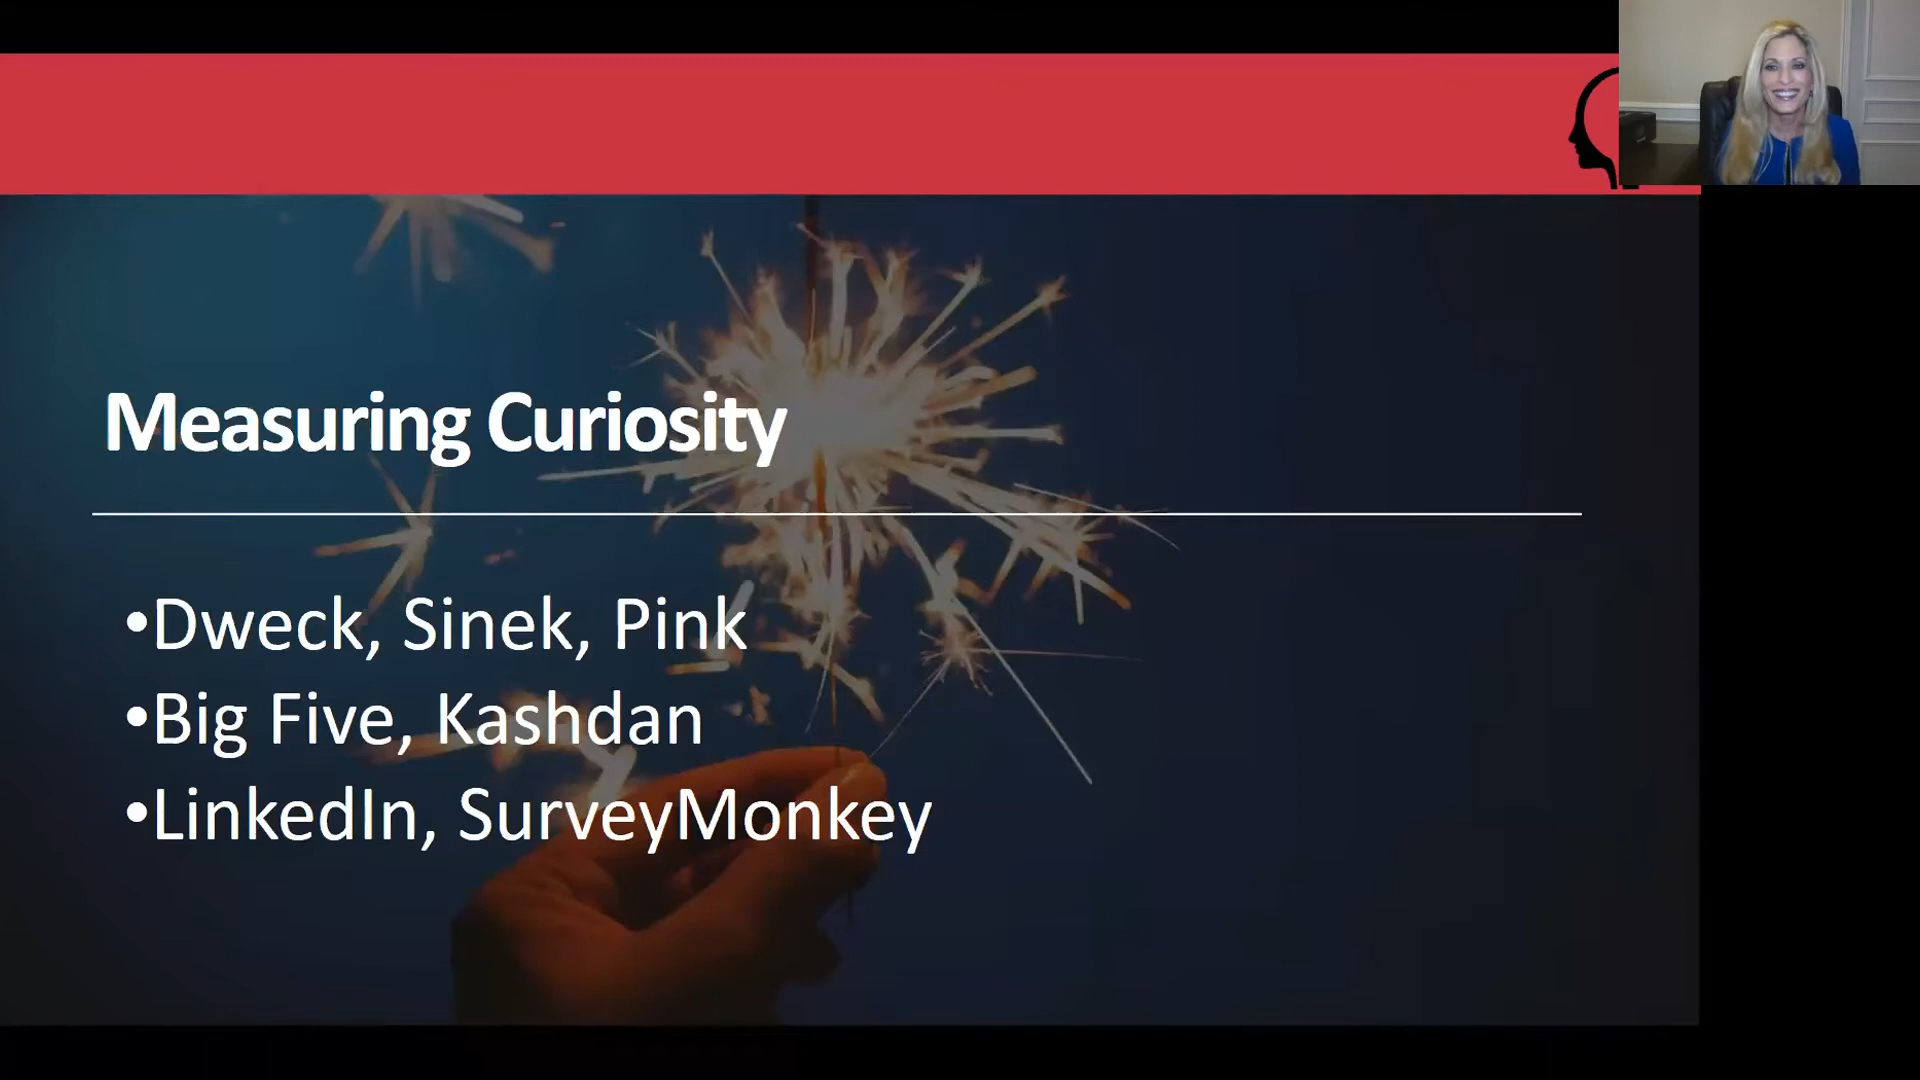 Measuring Curiosity
•Dweck, Sinek, Pink
•Big Five, Kashdan
•LinkedIn, SurveyMonkey